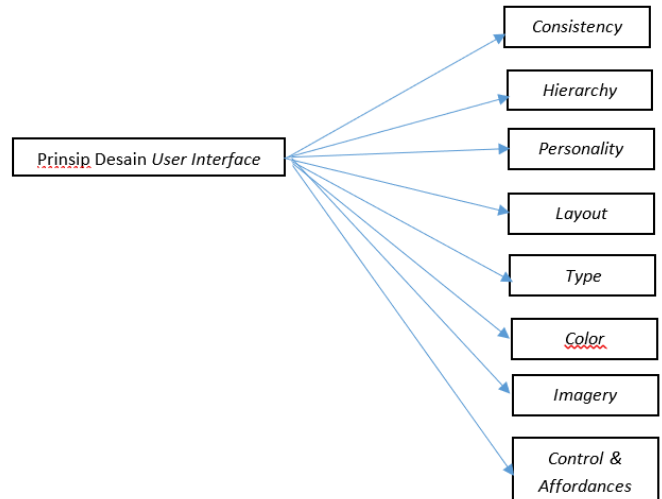 Consistency
Hierarchy
Prinsip Desain User Interface
Personality
Layout
Type
Color
Imagery
Control &
Affordances